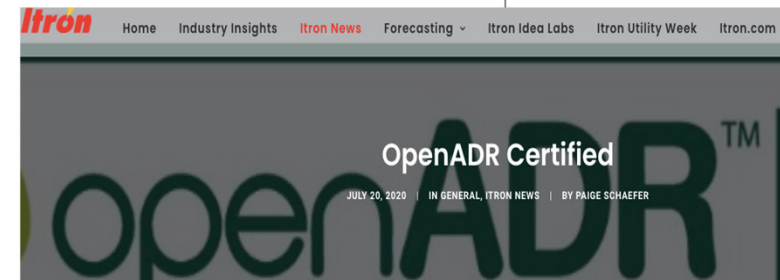 Itrón
Home Industry Insights Itron News Forecasting Itron Idea Labs Itron Utility Week Itron.com
OpenADR Certified
JULY 20, 2020 | IN GENERAL, ITRON NEWS | BY PAIGE SCHAEFER
openADR™